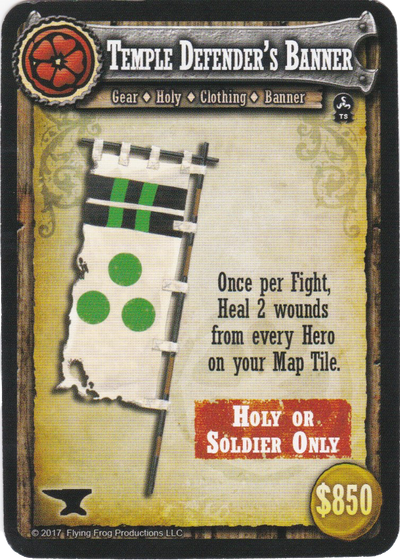 Temple Defender's Banner
Gear ♦ Holy ♦ Clothing ♦ Banner
TS
Once per Fight,
Heal 2 wounds
from every Hero
on your Map Tile.
Holy or
Soldier Only
$850
© 2017 Flying Frog Productions LLC